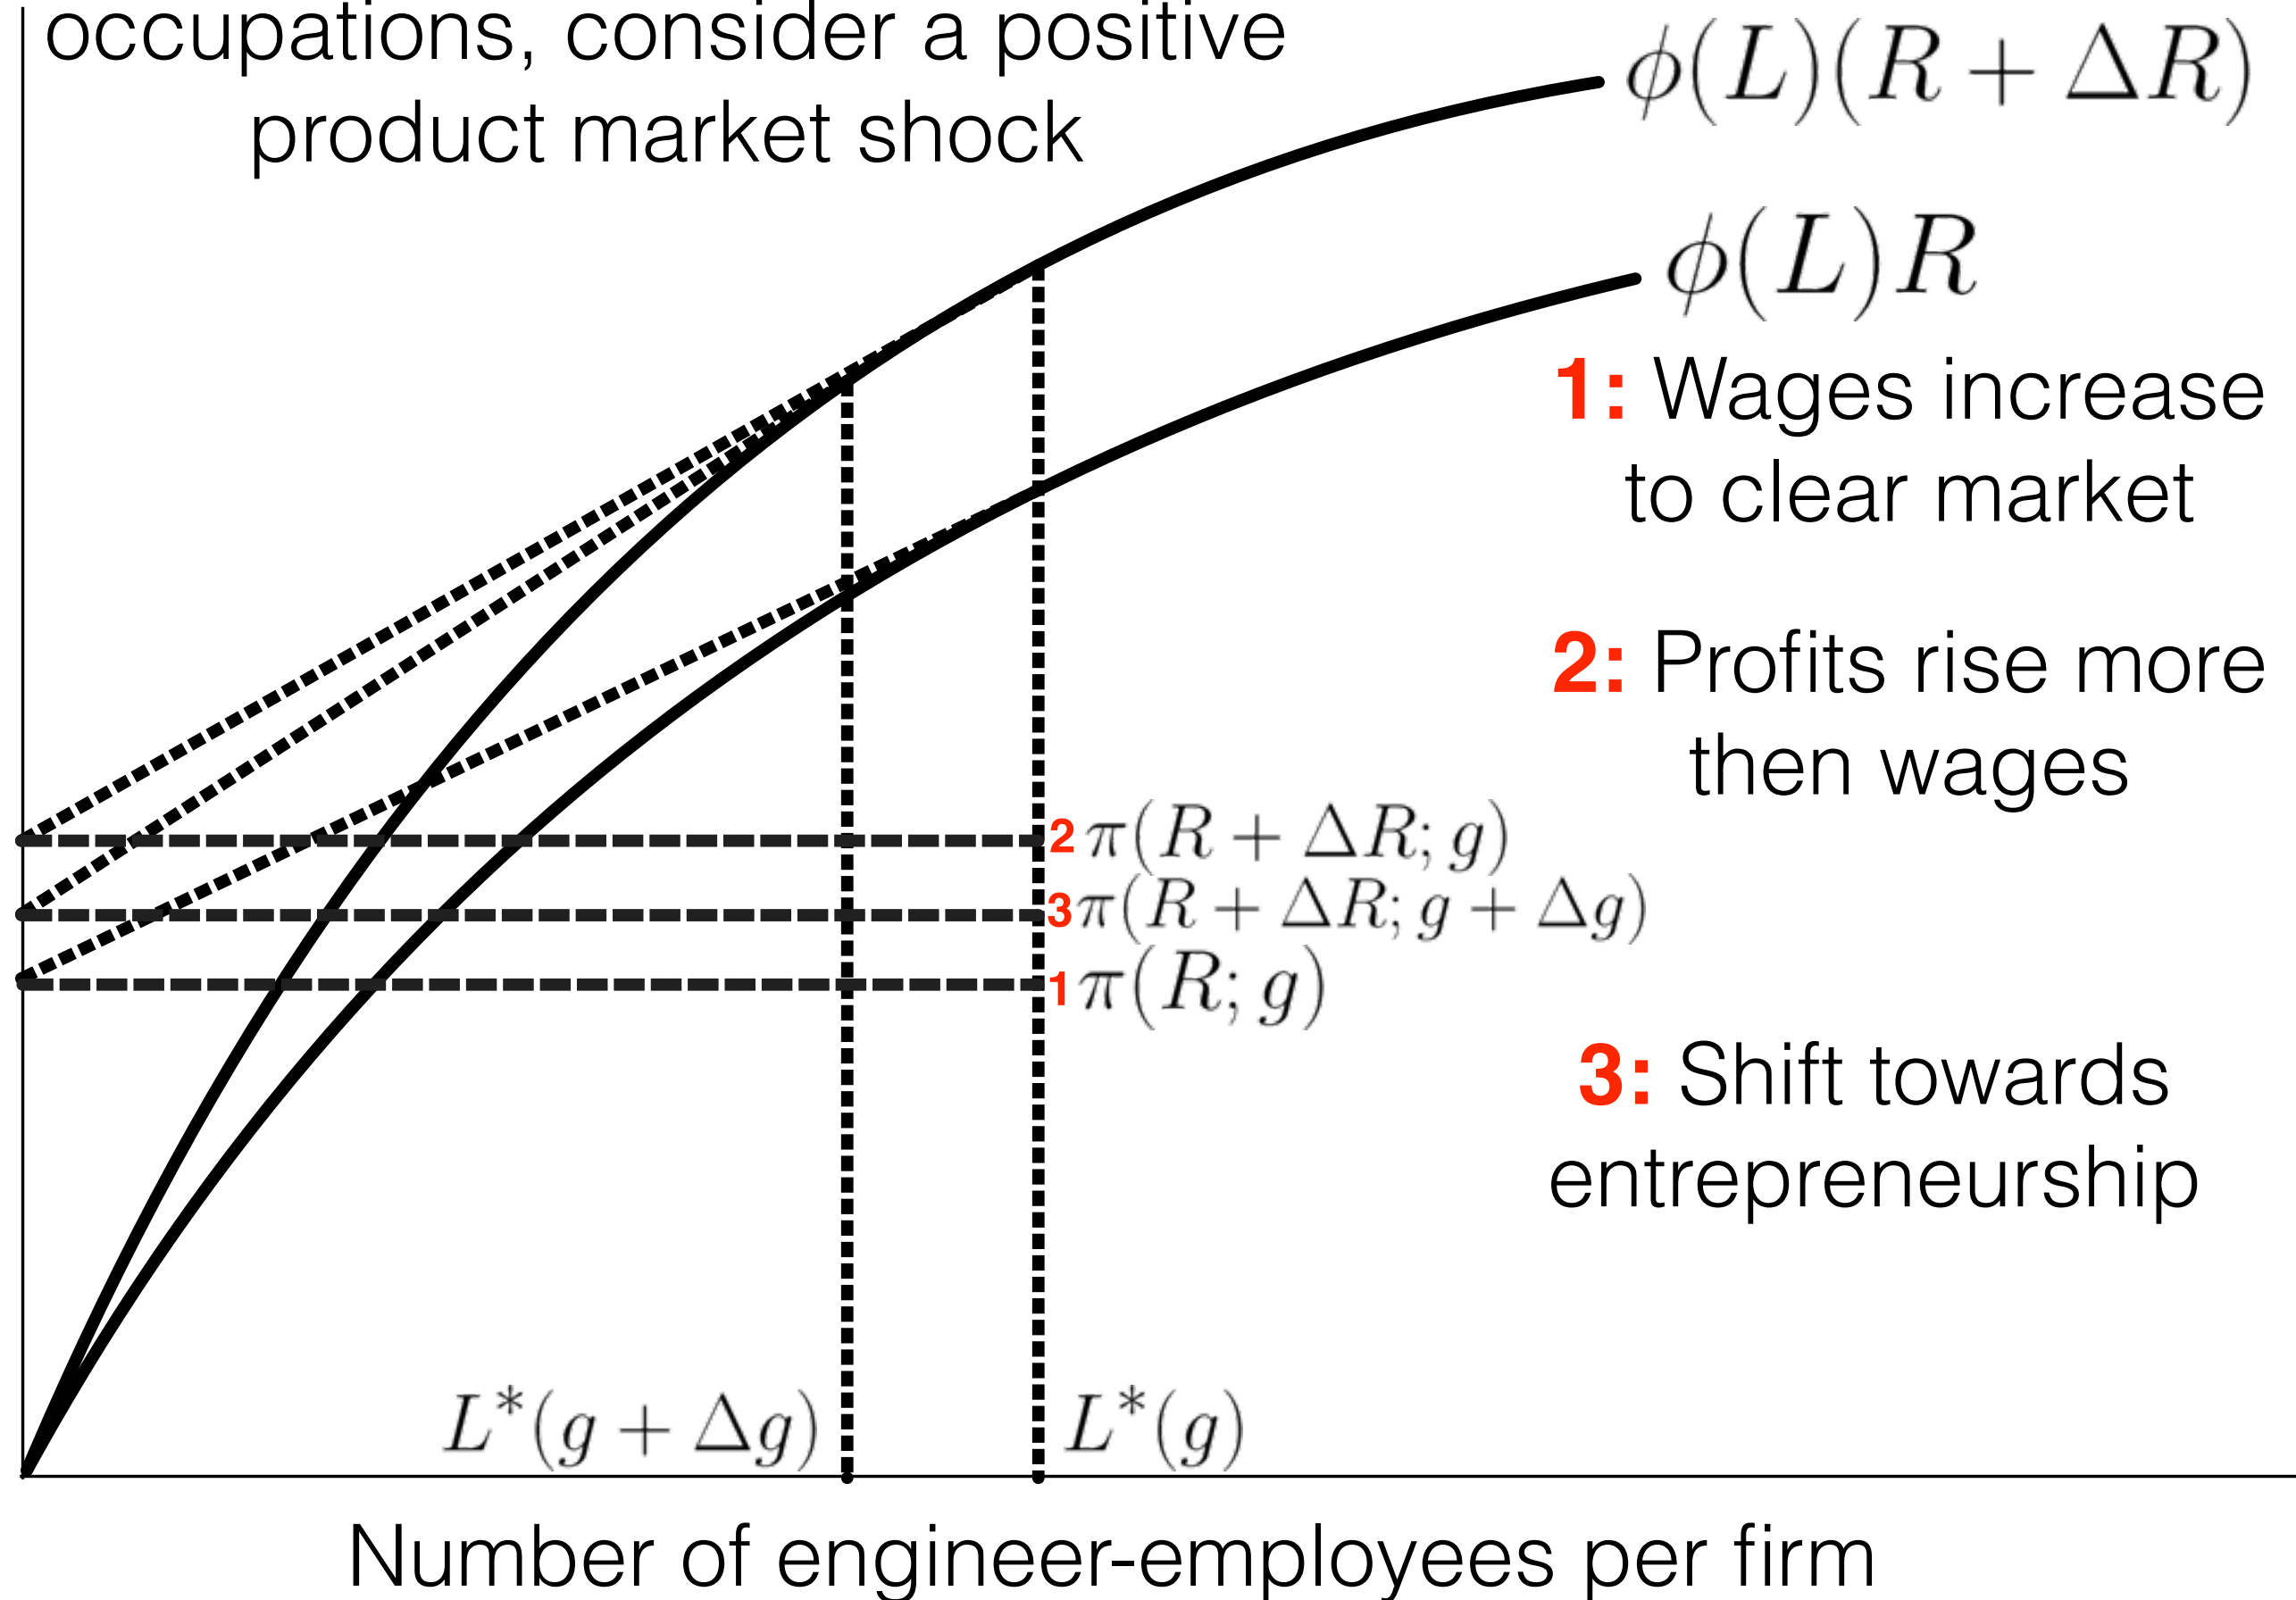 occupations, consider a positive
product market shock
ϕ(L)(R + ΔR)
ϕ(L)R
1: Wages increase
to clear market
2: Profits rise more
then wages
2 π(R + ΔR; g)
3 π(R + ΔR; g + Δg)
1 π(R; g)
3: Shift towards
entrepreneurship
L*(g + Δg)
L*(g)
Number of engineer-employees per firm